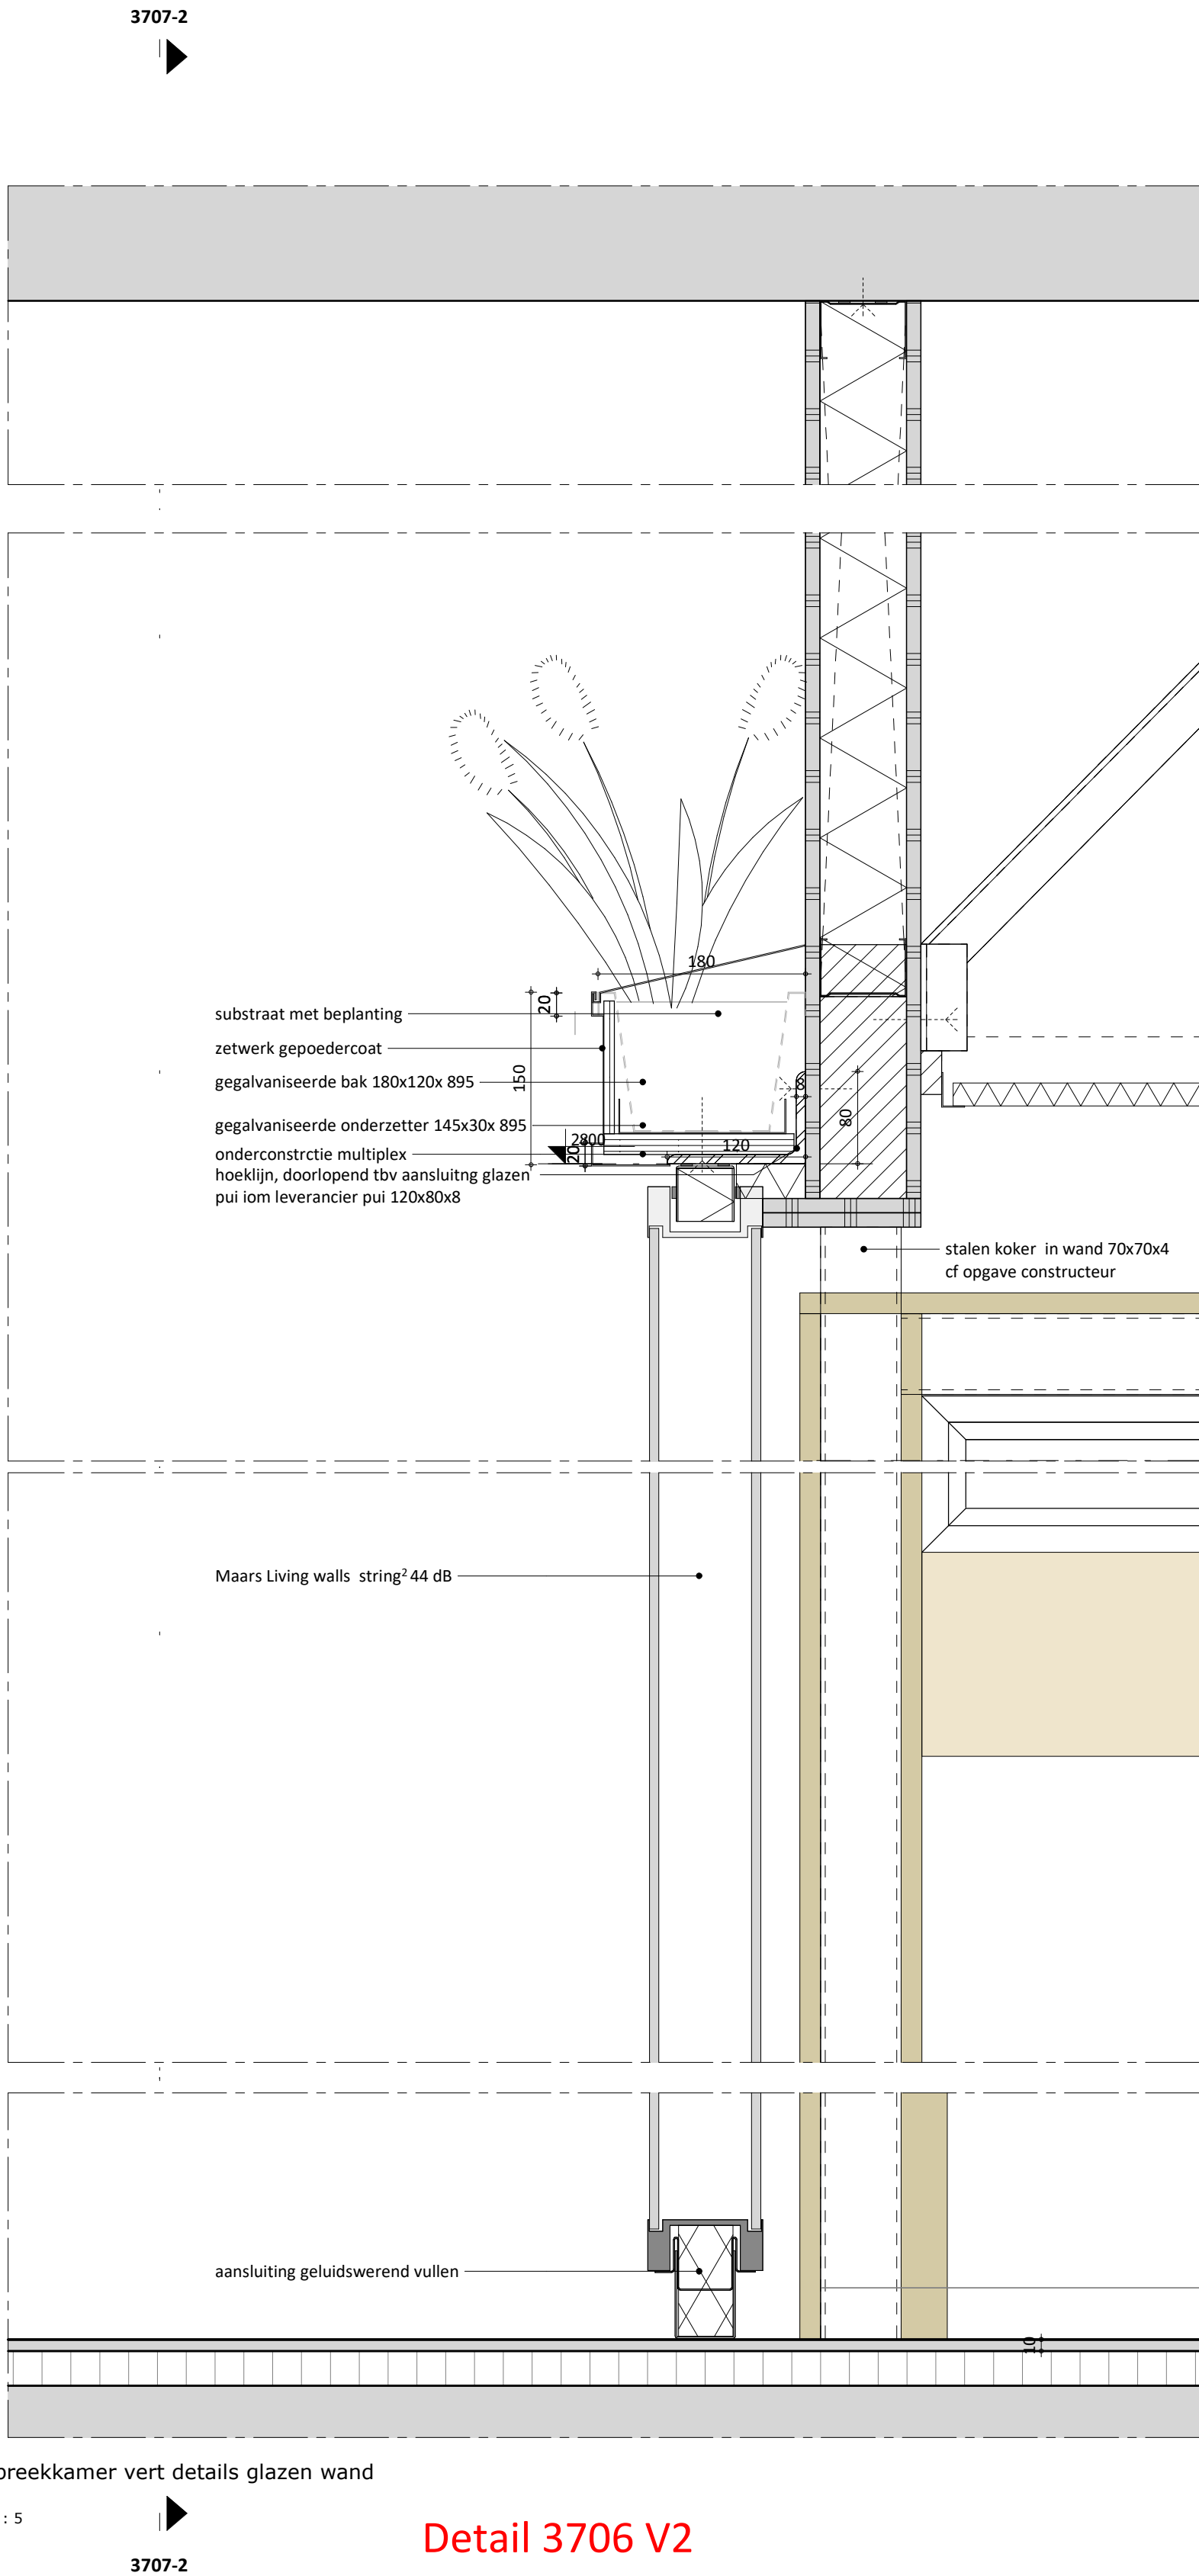 3707-2
180
20
substraat met beplanting
zetwerk gepoedercoat
150
gegalvaniseerde bak 180x120x 895
8
80
gegalvaniseerde onderzetter 145x30x 895
2800
120
20
onderconstrctie multiplex
hoeklijn, doorlopend tbv aansluitng glazen
pui iom leverancier pui 120x80x8
stalen koker in wand 70x70x4
cf opgave constructeur
Maars Living walls string² 44 dB
aansluiting geluidswerend vullen
10
preekkamer vert details glazen wand
: 5
Detail 3706 V2
3707-2